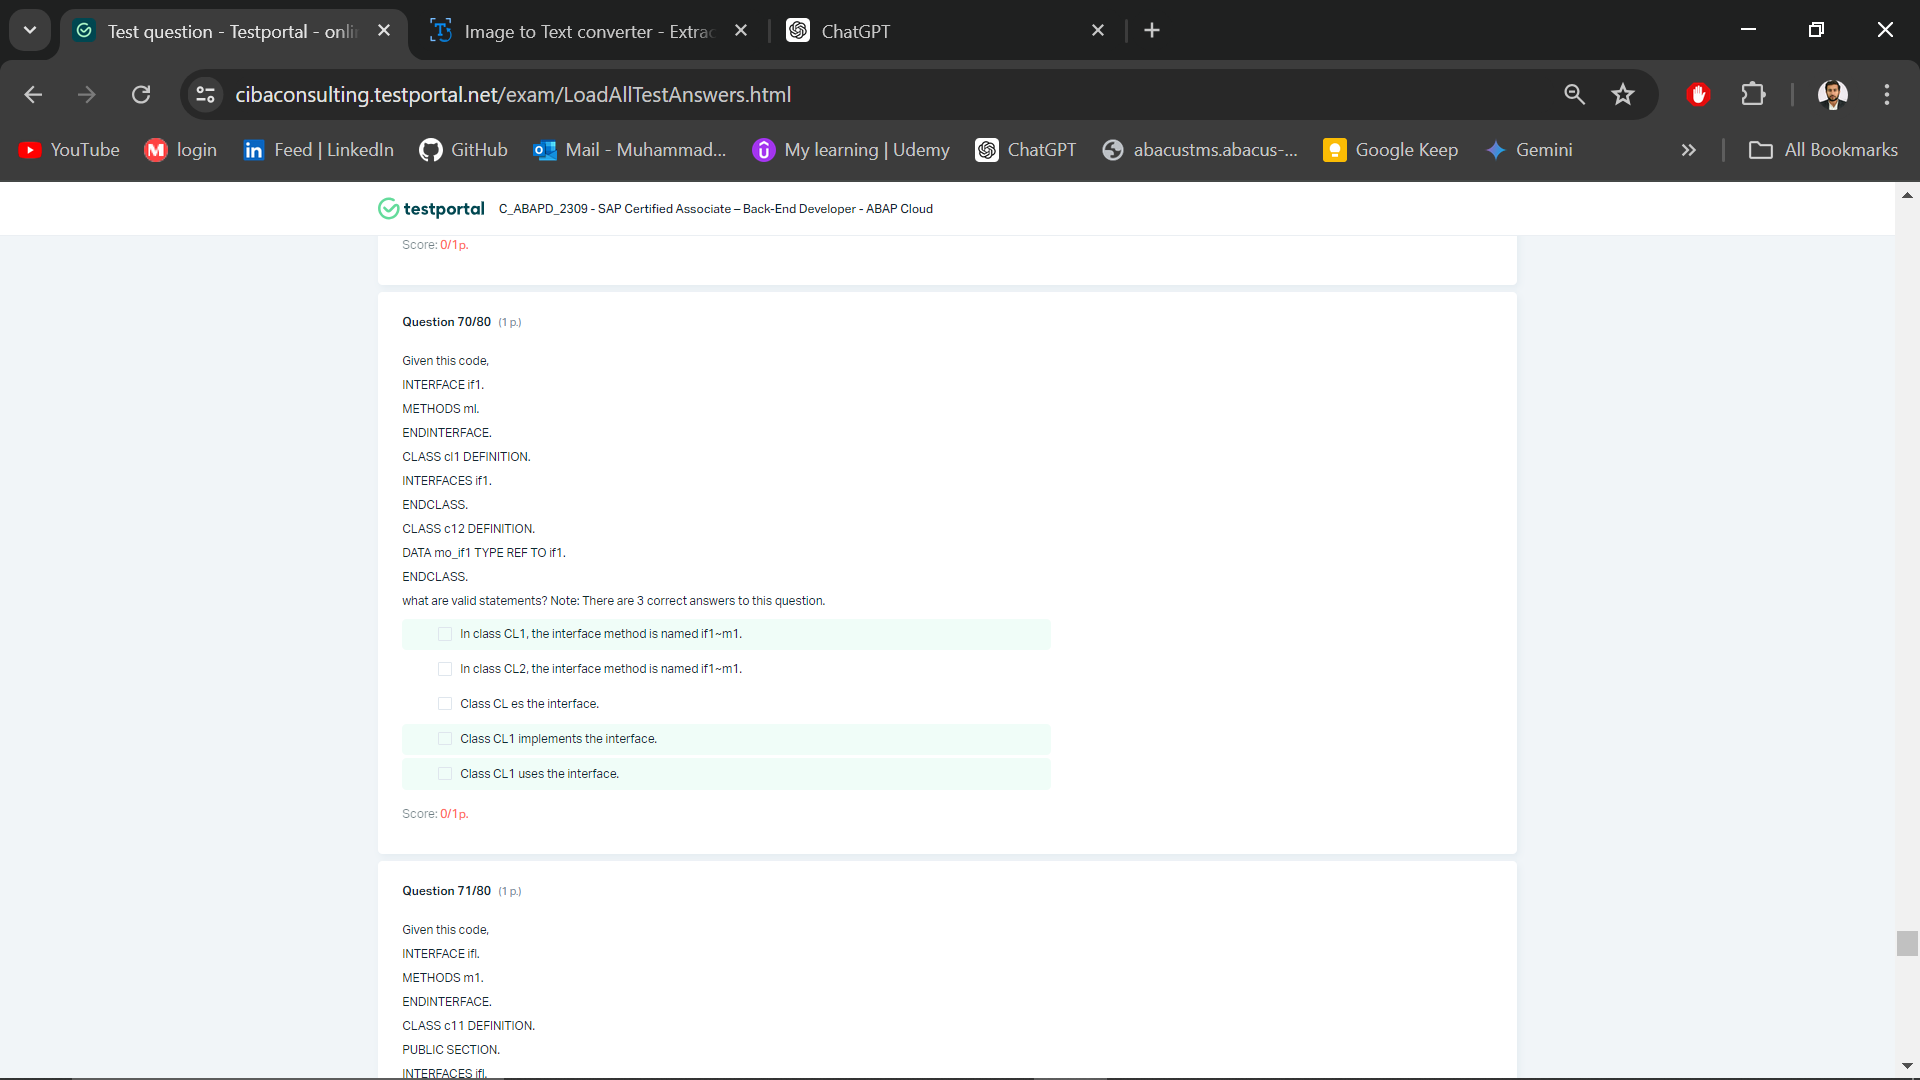 Test question - Testportal - onli
Image to Text converter - Extrac
ChatGPT
cibaconsulting.testportal.net/exam/LoadAllTestAnswers.html
YouTube
M login
in Feed | LinkedIn
GitHub
Mail - Muhammad...
My learning | Udemy
ChatGPT
abacustms.abacus-...
Google Keep
Gemini
All Bookmarks
testportal C_ABAPD_2309 - SAP Certified Associate – Back-End Developer - ABAP Cloud
Score: 0/1p.
Question 70/80 (1 p.)
Given this code,
INTERFACE if1.
METHODS ml.
ENDINTERFACE.
CLASS cl1 DEFINITION.
INTERFACES if1.
ENDCLASS.
CLASS c12 DEFINITION.
DATA mo_if1 TYPE REF TO if1.
ENDCLASS.
what are valid statements? Note: There are 3 correct answers to this question.
In class CL1, the interface method is named if1~m1.
In class CL2, the interface method is named if1~m1.
Class CL es the interface.
Class CL1 implements the interface.
Class CL1 uses the interface.
Score: 0/1p.
Question 71/80 (1 p.)
Given this code,
INTERFACE ifl.
METHODS m1.
ENDINTERFACE.
CLASS c11 DEFINITION.
PUBLIC SECTION.
INTERFACES ifl.